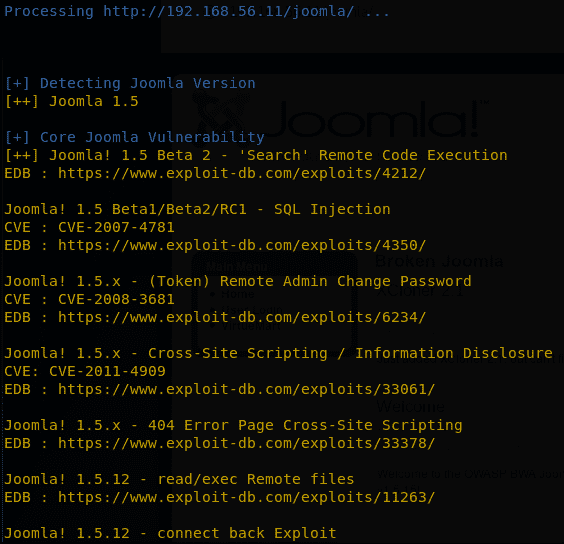 Processing http://192.168.56.11/joomla/ ...
[+] Detecting Joomla Version
[++] Joomla 1.5
Joomla!
[+] Core Joomla Vulnerability
[++] Joomla! 1.5 Beta 2 - 'Search' Remote Code Execution
EDB : https://www.exploit-db.com/exploits/4212/
Joomla! 1.5 Beta1/Beta2/RC1 - SQL Injection
CVE : CVE-2007-4781
EDB : https://www.exploit-db.com/exploits/4350/
Broken Joomla
Joomla! 1.5.x - (Token) Remote Admin Change Password
CVE : CVE-2008-3681
EDB : https://www.exploit-db.com/exploits/6234/
Joomla! 1.5.x - Cross-Site Scripting / Information Disclosure
CVE: CVE-2011-4909
EDB : https://www.exploit-db.com/exploits/33061/
Welcome
Joomla! 1.5.x - 404 Error Page Cross-Site Scripting
EDB : https://www.exploit-db.com/exploits/33378/
Joomla! 1.5.12 - read/exec Remote files
EDB : https://www.exploit-db.com/exploits/11263/
Joomla! 1.5.12 - connect back Exploit